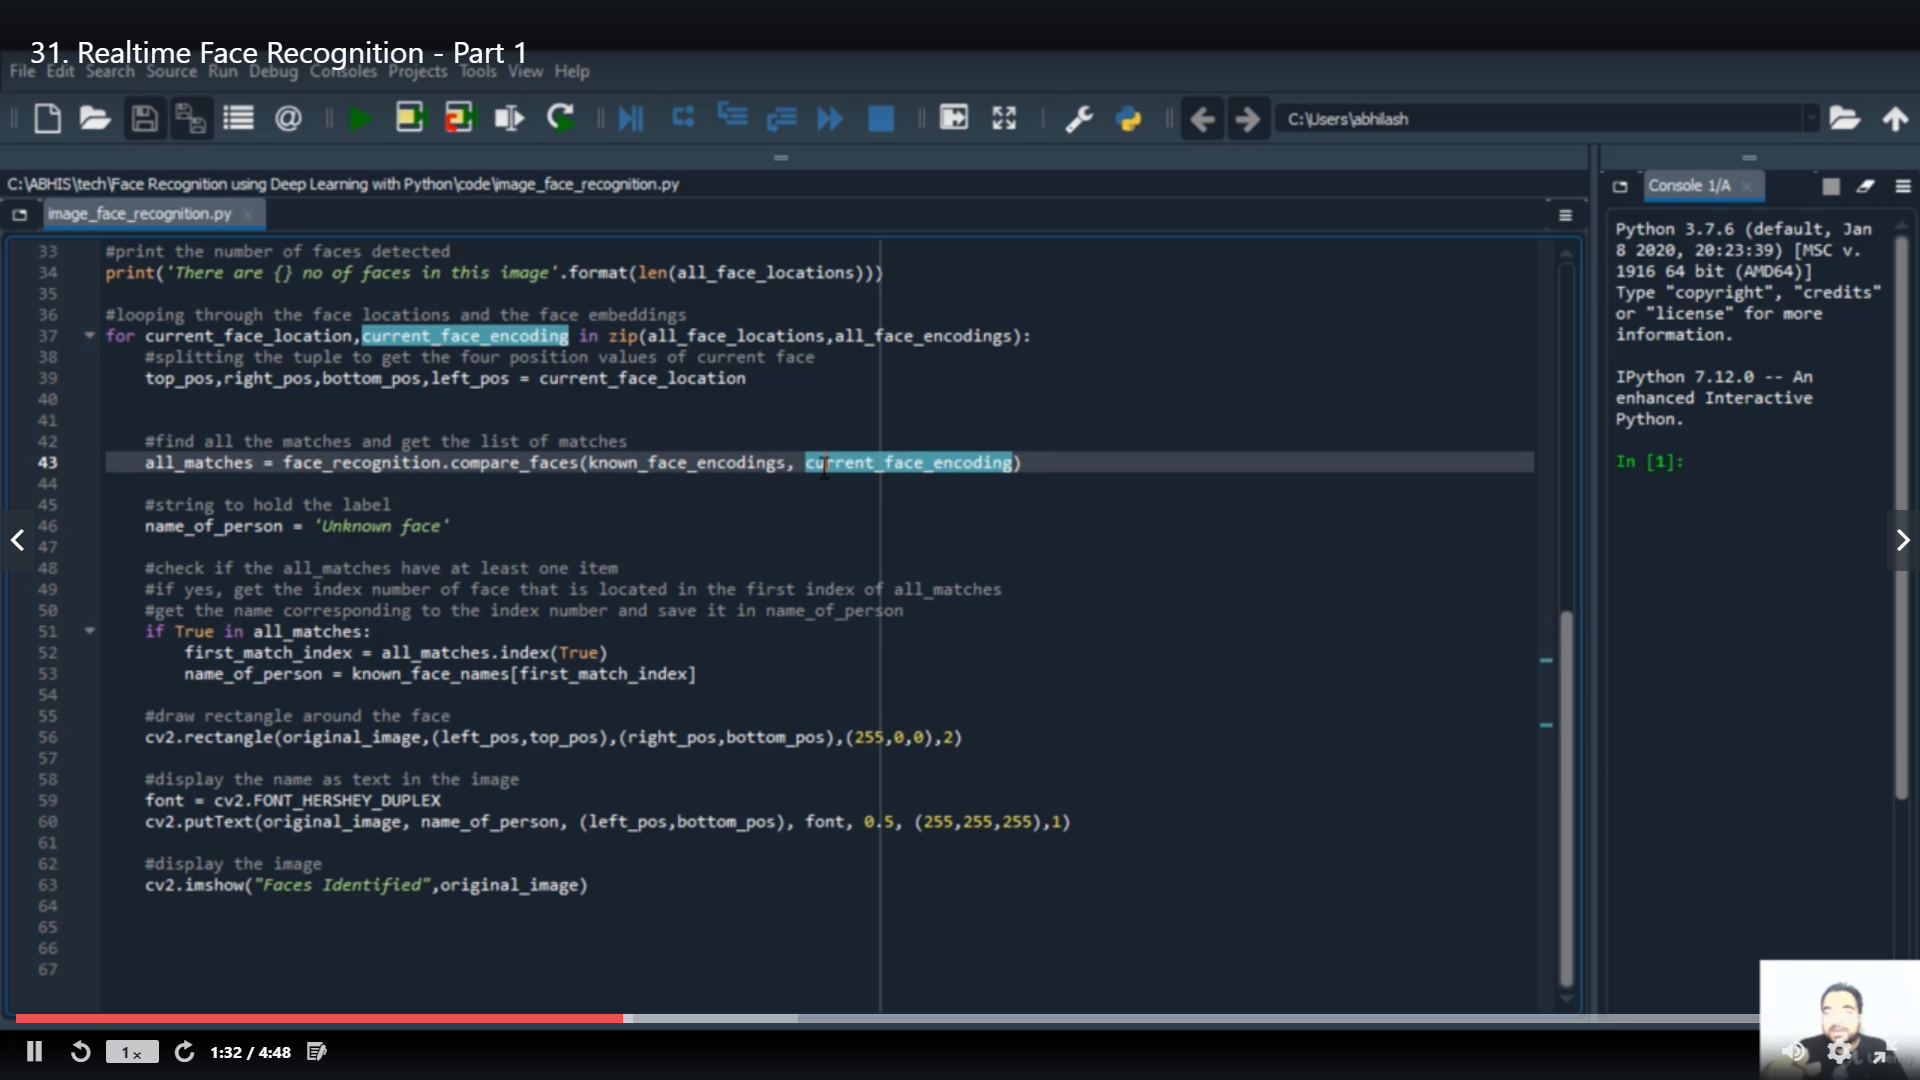 31. Realtime Face Recognition - Part 1
File Edit Search Source Run Debug Consoles Projects Tools View Help
C:\Users\abhilash
C:\ABHIS\tech\Face Recognition using Deep Learning with Python\code\image_face_recognition.py
image_face_recognition.py
33 #print the number of faces detected
34 print('There are {} no of faces in this image'.format(len(all_face_locations)))
35
36 #looping through the face locations and the face embeddings
37 for current_face_location,current_face_encoding in zip(all_face_locations,all_face_encodings):
38 #splitting the tuple to get the four position values of current face
39 top_pos,right_pos,bottom_pos,left_pos = current_face_location
40
41
42 #find all the matches and get the list of matches
43 all_matches = face_recognition.compare_faces(known_face_encodings, current_face_encoding)
44
45 #string to hold the label
46 name_of_person = 'Unknown face'
47
48 #check if the all_matches have at least one item
49 #if yes, get the index number of face that is located in the first index of all_matches
50 #get the name corresponding to the index number and save it in name_of_person
51 if True in all_matches:
52 first_match_index = all_matches.index(True)
53 name_of_person = known_face_names[first_match_index]
54
55 #draw rectangle around the face
56 cv2.rectangle(original_image,(left_pos,top_pos),(right_pos,bottom_pos),(255,0,0),2)
57
58 #display the name as text in the image
59 font = cv2.FONT_HERSHEY_DUPLEX
60 cv2.putText(original_image, name_of_person, (left_pos,bottom_pos), font, 0.5, (255,255,255),1)
61
62 #display the image
63 cv2.imshow("Faces Identified",original_image)
64
65
66
67
Console 1/A
Python 3.7.6 (default, Jan
8 2020, 20:23:39) [MSC v.
1916 64 bit (AMD64)]
Type "copyright", "credits"
or "license" for more
information.
IPython 7.12.0 -- An
enhanced Interactive
Python.
In [1]:
1x
1:32 / 4:48